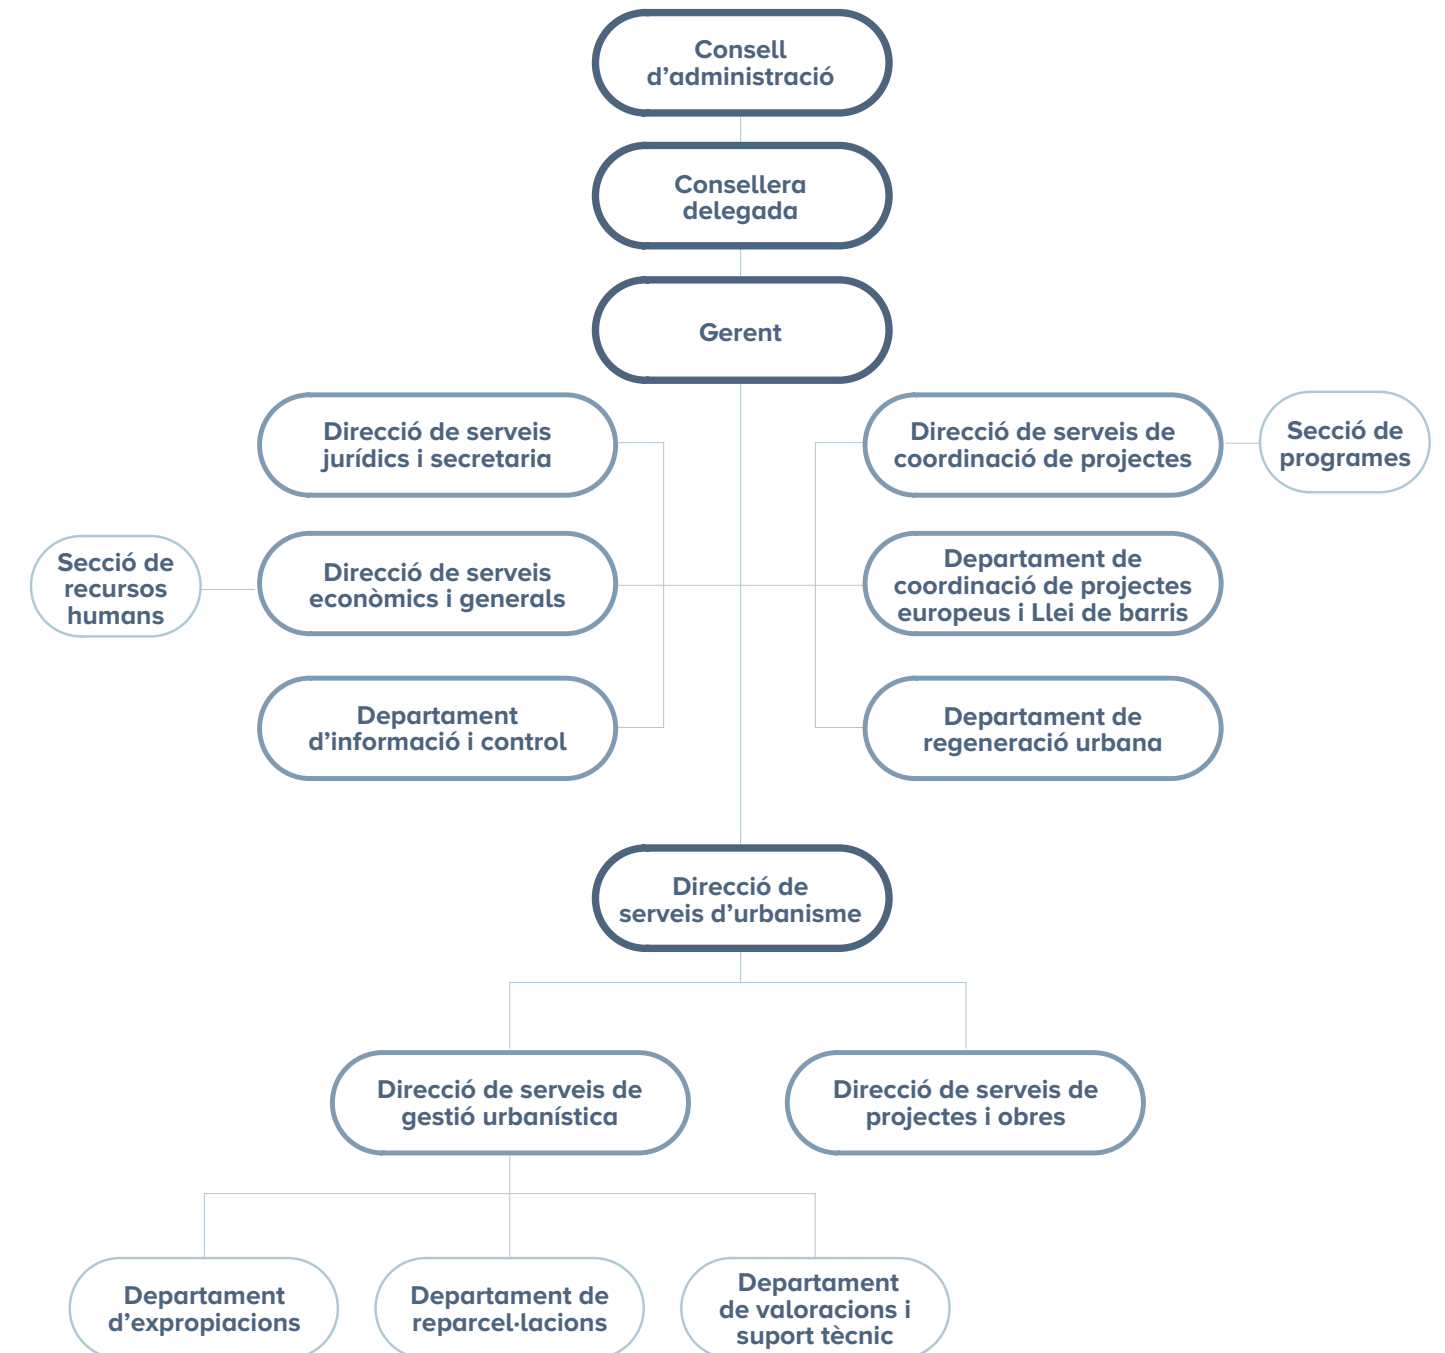 Consell
d’administració
Consellera
delegada
Gerent
Direcció de serveis
jurídics i secretaria
Direcció de serveis de
coordinació de projectes
Secció de
programes
Secció de
recursos
humans
Direcció de serveis
econòmics i generals
Departament de
coordinació de projectes
europeus i Llei de barris
Departament
d’informació i control
Departament de
regeneració urbana
Direcció de
serveis d’urbanisme
Direcció de serveis de
gestió urbanística
Direcció de serveis de
projectes i obres
Departament
d’expropiacions
Departament de
reparcel·lacions
Departament
de valoracions i
suport tècnic